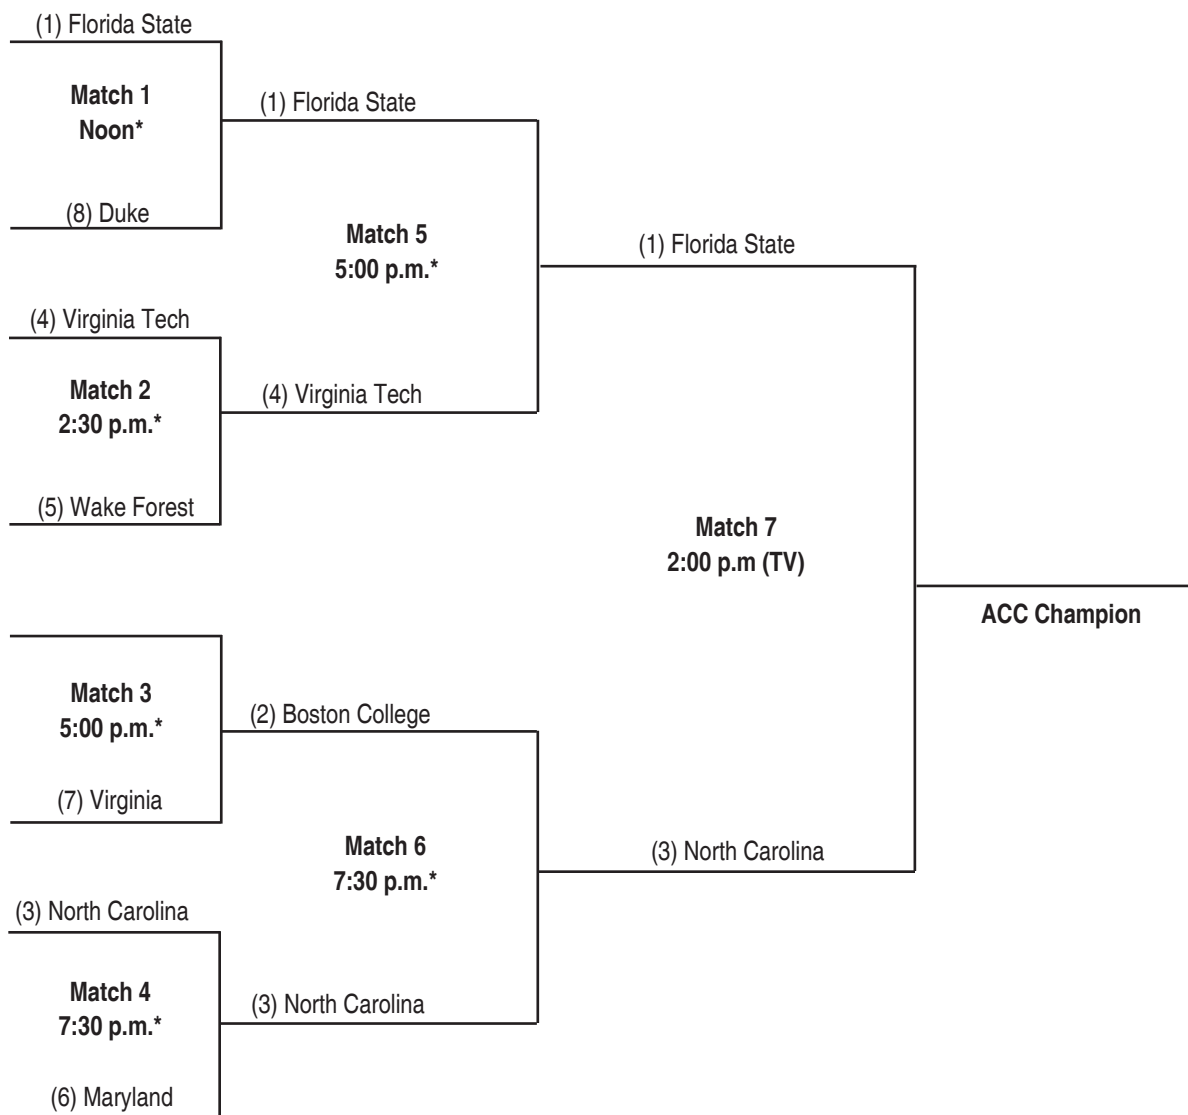 (1) Florida State
Match 1
Noon*
(8) Duke
(1) Florida State
Match 5
5:00 p.m.*
(4) Virginia Tech
Match 2
2:30 p.m.*
(5) Wake Forest
(4) Virginia Tech
(1) Florida State
Match 7
2:00 p.m (TV)
ACC Champion
Match 3
5:00 p.m.*
(7) Virginia
(2) Boston College
Match 6
7:30 p.m.*
(3) North Carolina
(3) North Carolina
Match 4
7:30 p.m.*
(6) Maryland
(3) North Carolina